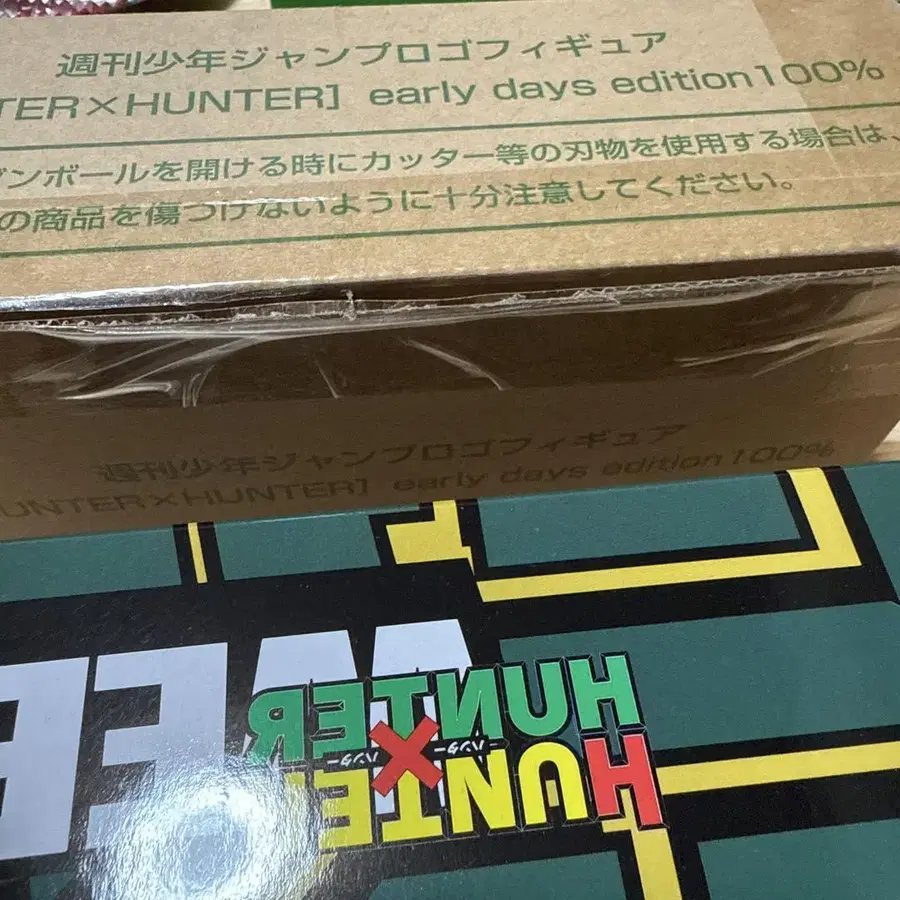 週刊少年ジャンプロゴフィギュア
TER×HUNTER］ early days edition100%
ンボールを開ける時にカッター等の刃物を使用する場合は、
の商品を傷つけないように十分注意してください。
週刊少年ジャンプロゴフィギュア
UNTER×HUNTER］ early days edition100%
HUNTE
ハンター
×
ハンター
HUNTER
WEE